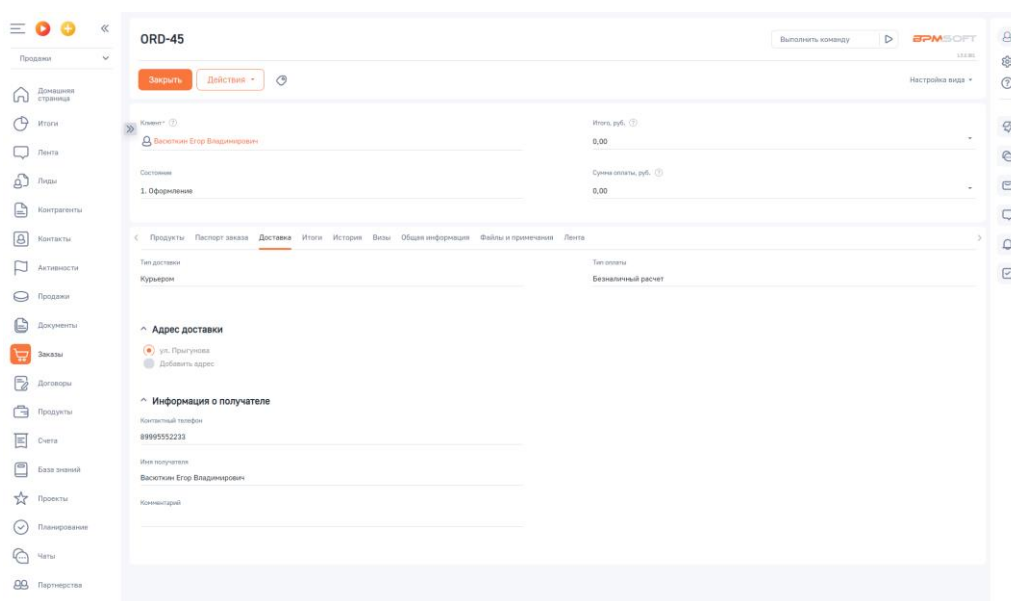 ORD-45
Выполнить команду
BPMSOFT
Продажи
Закрыть
Действия
Настройка вида
Домашняя
страница
Итоги
Лента
Лиды
Контрагенты
Контакты
Активности
Продажи
Документы
Заказы
Договоры
Продукты
Счета
База знаний
Проекты
Планирование
Чаты
Партнерства
Клиент*
Васюткин Егор Владимирович
Итого, руб.
0,00
Состояние
1. Оформление
Сумма оплаты, руб.
0,00
Продукты Паспорт заказа Доставка Итоги История Визы Общая информация Файлы и примечания Лента
Тип доставки
Курьером
Тип оплаты
Безналичный расчет
Адрес доставки
ул. Прыгунова
Добавить адрес
Информация о получателе
Контактный телефон
89995552233
Имя получателя
Васюткин Егор Владимирович
Комментарий